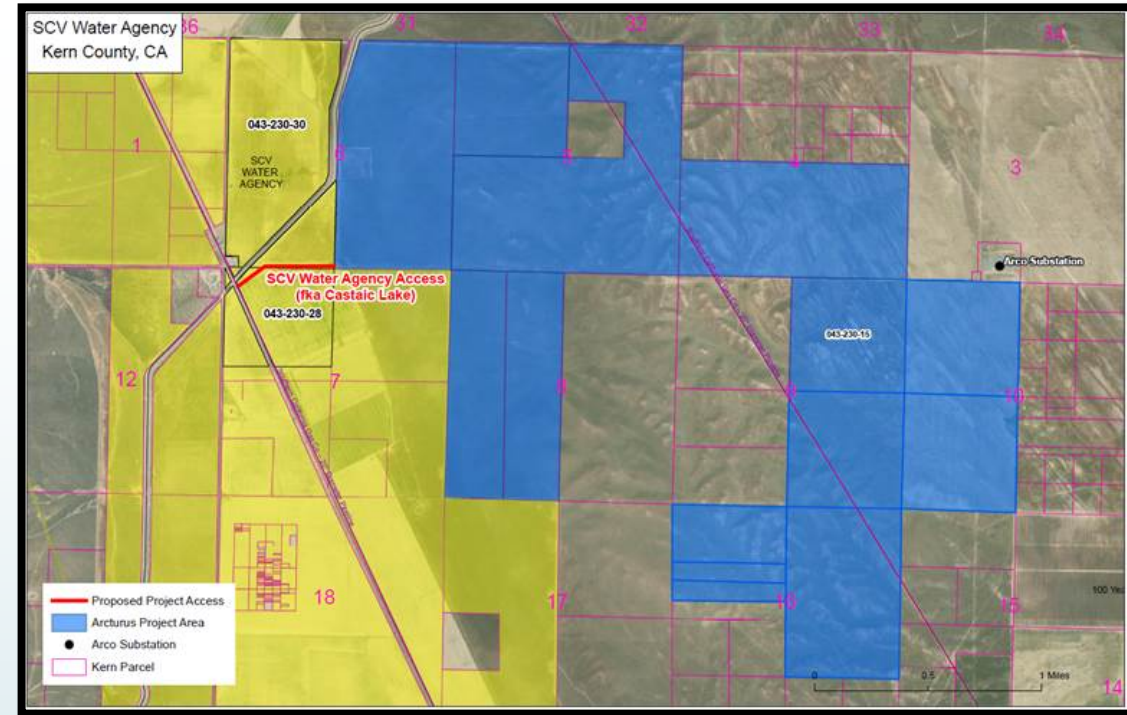 SCV Water Agency
Kern County, CA
36
31
32
33
34
043-230-30
1
SCV
WATER
AGENCY
6
5
4
3
Arco Substation
SCV Water Agency Access
(fka Castaic Lake)
043-230-28
043-230-15
12
7
8
9
10
Proposed Project Access
Arcturus Project Area
Arco Substation
Kern Parcel
18
17
16
15
100 Yea
0
0.5
1 Miles
14